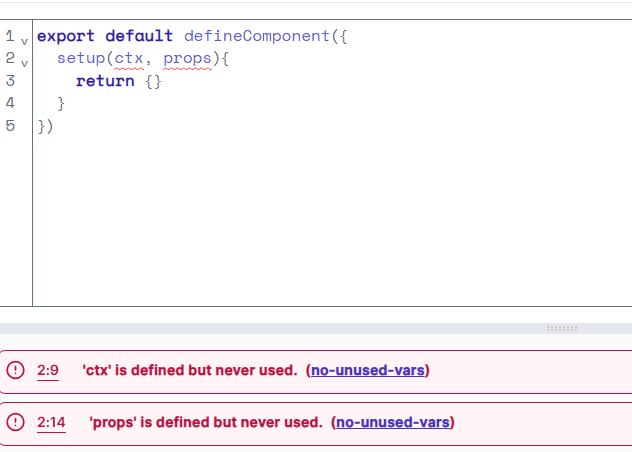 1 v export default defineComponent({
2 v setup(ctx, props){
3 return {}
4 }
5 })
2:9 'ctx' is defined but never used. (no-unused-vars)
2:14 'props' is defined but never used. (no-unused-vars)